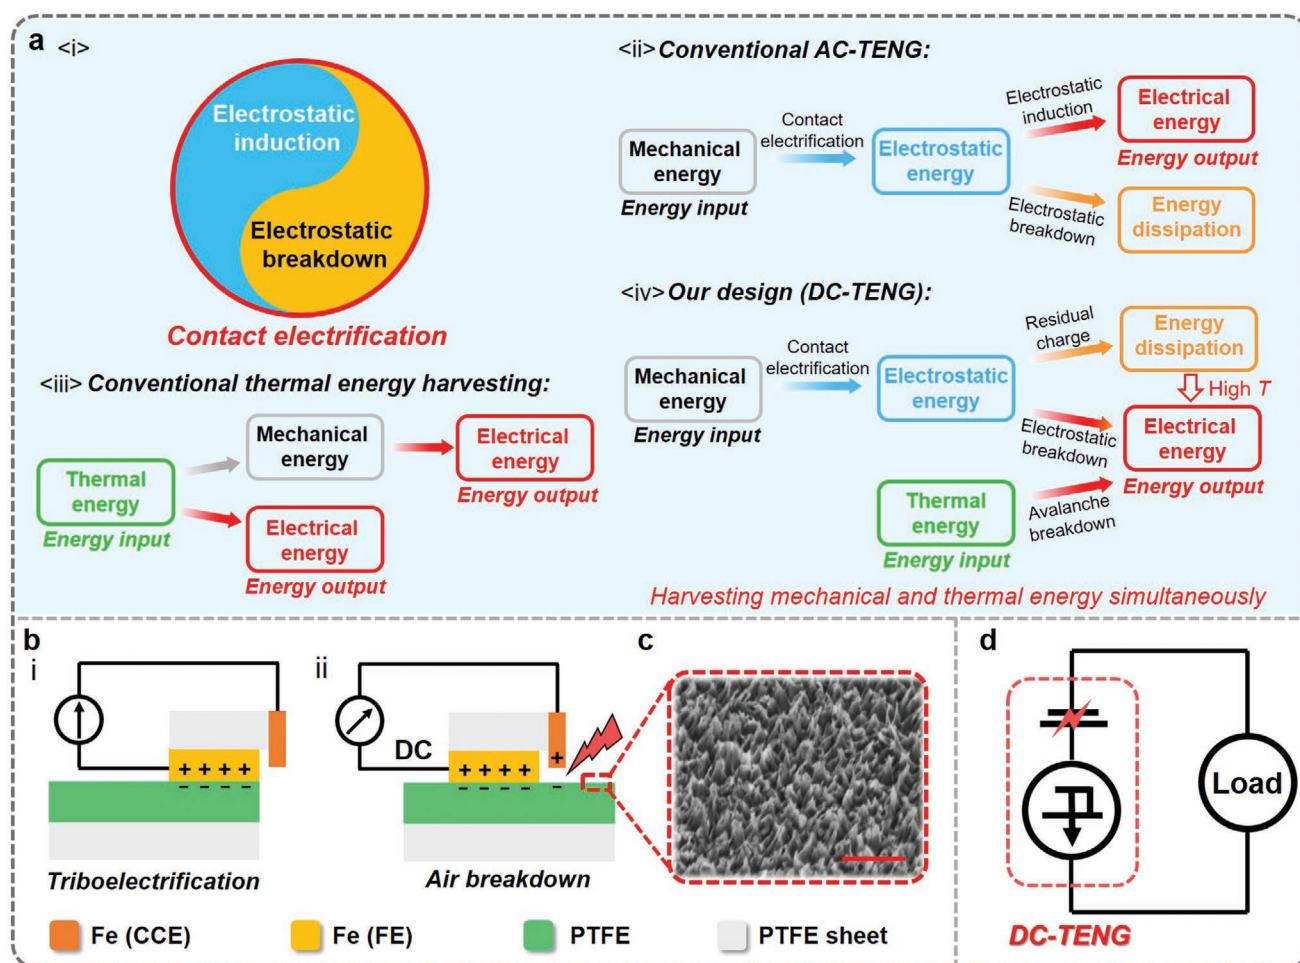 a
<i>
Electrostatic
induction
Electrostatic
breakdown
Contact electrification
<ii> Conventional AC-TENG:
Mechanical
energy
Energy input
Contact
electrification
Electrostatic
energy
Electrostatic
induction
Electrical
energy
Energy output
Electrostatic
breakdown
Energy
dissipation
<iii> Conventional thermal energy harvesting:
Thermal
energy
Energy input
Mechanical
energy
Electrical
energy
Energy output
Electrical
energy
Energy output
<iv> Our design (DC-TENG):
Mechanical
energy
Energy input
Contact
electrification
Electrostatic
energy
Residual
charge
Energy
dissipation
High T
Electrostatic
breakdown
Electrical
energy
Energy output
Thermal
energy
Energy input
Avalanche
breakdown
Harvesting mechanical and thermal energy simultaneously
b
i
+ + + +
− − − −
Triboelectrification
ii
DC
+
+ + + +
− − − − −
Air breakdown
c
d
Load
DC-TENG
Fe (CCE)
Fe (FE)
PTFE
PTFE sheet